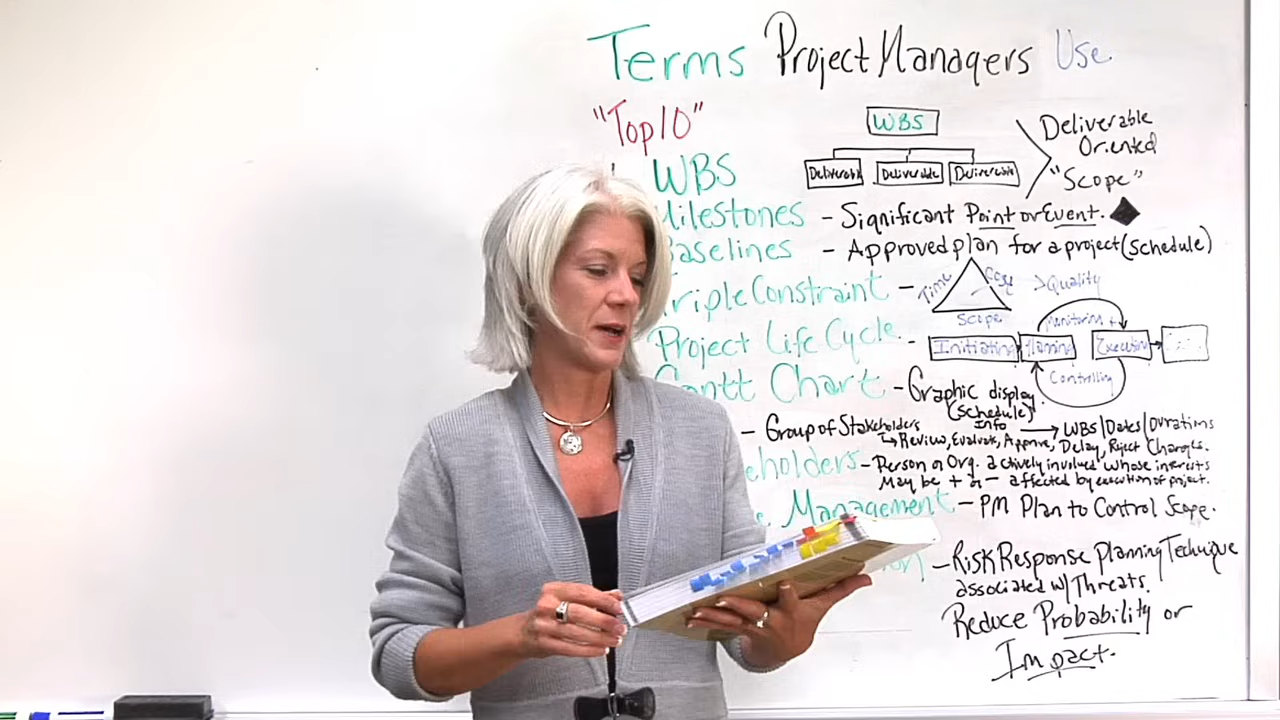 Terms Project Managers Use
"Top10"
WBS
Deliverable Deliverable Deliverable
Deliverable
Oriented
"Scope"
WBS
Milestones - Significant Point or Event.
Baselines - Approved plan for a project (Schedule)
Triple Constraint - Time Cost > Quality
Scope
Project Life Cycle - Initiating Planning Executing
Monitoring +
Controlling
Gantt Chart - Graphic display
(Schedule)
Info → WBS/Dates/Durations
- Group of Stakeholders
Review, Evaluate, Approve, Delay, Reject Changes.
eholders - Person or Org. actively involved whose interests
May be + or - affected by execution of project.
Management - PM Plan to Control Scope.
- Risk Response Planning Technique
associated w/Threats.
Reduce Probability or
Impact.